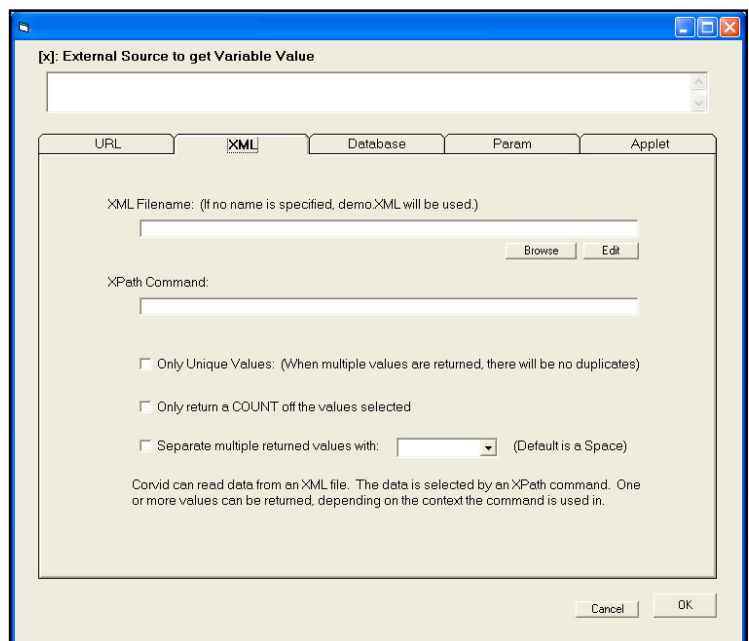 [x]: External Source to get Variable Value
URL XML Database Param Applet
XML Filename: (If no name is specified, demo.XML will be used.)
Browse Edit
XPath Command:
Only Unique Values: (When multiple values are returned, there will be no duplicates)
Only return a COUNT off the values selected
Separate multiple returned values with: (Default is a Space)
Corvid can read data from an XML file. The data is selected by an XPath command. One
or more values can be returned, depending on the context the command is used in.
Cancel OK